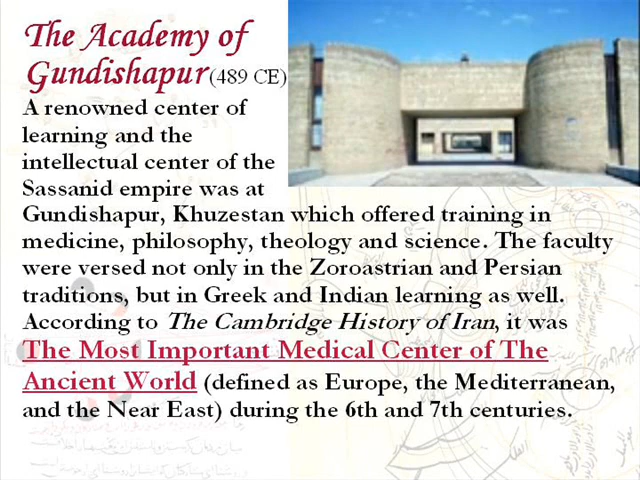 The Academy of
Gundishapur (489 CE)
A renowned center of
learning and the
intellectual center of the
Sassanid empire was at
Gundishapur, Khuzestan which offered training in
medicine, philosophy, theology and science. The faculty
were versed not only in the Zoroastrian and Persian
traditions, but in Greek and Indian learning as well.
According to The Cambridge History of Iran, it was
The Most Important Medical Center of The
Ancient World (defined as Europe, the Mediterranean,
and the Near East) during the 6th and 7th centuries.